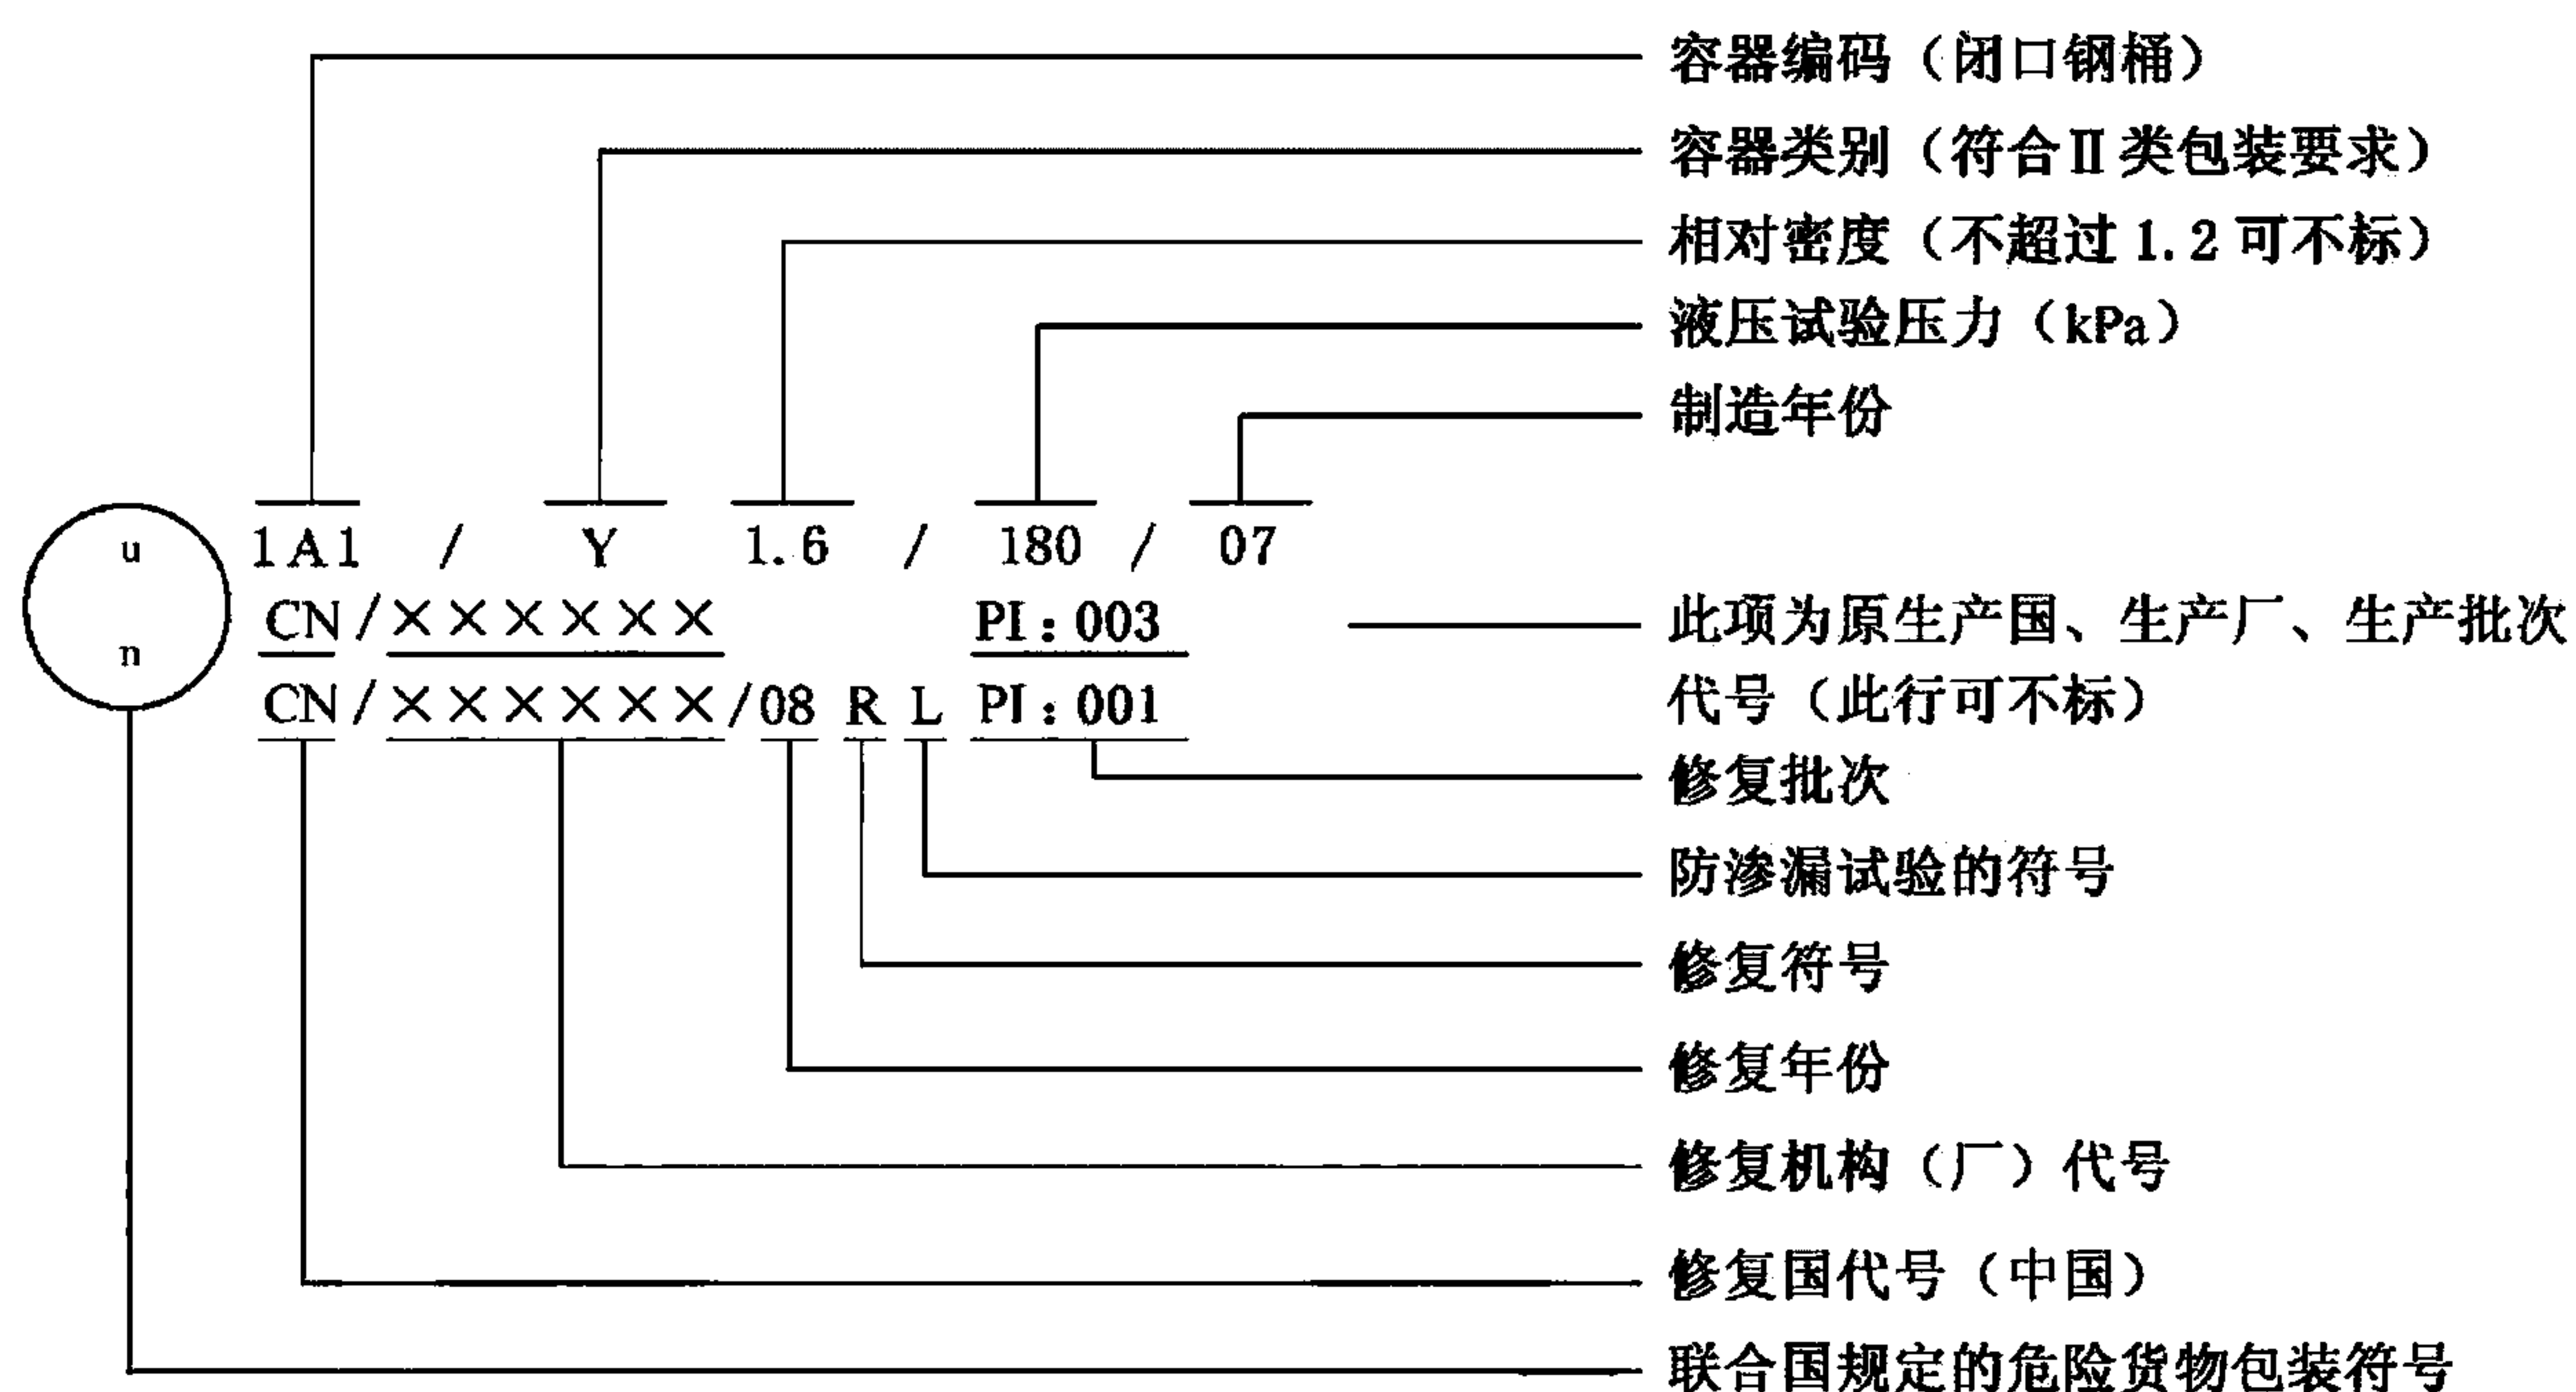 容器编码（闭口钢桶）
容器类别（符合Ⅱ类包装要求）
相对密度（不超过1.2可不标）
液压试验压力（kPa）
制造年份
u
n
1A1 / Y 1.6 / 180 / 07
CN/×××××× PI：003
此项为原生产国、生产厂、生产批次
代号（此行可不标）
CN/××××××/08 R L PI：001
修复批次
防渗漏试验的符号
修复符号
修复年份
修复机构（厂）代号
修复国代号（中国）
联合国规定的危险货物包装符号